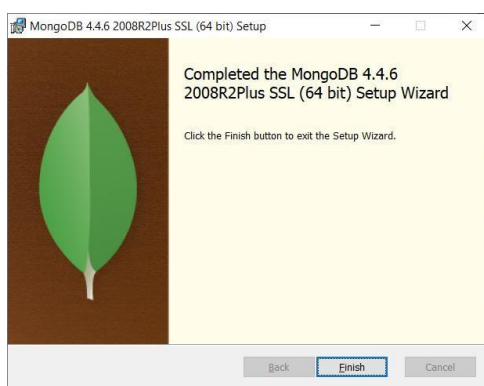 MongoDB 4.4.6 2008R2Plus SSL (64 bit) Setup
Completed the MongoDB 4.4.6
2008R2Plus SSL (64 bit) Setup Wizard
Click the Finish button to exit the Setup Wizard.
Back Finish Cancel